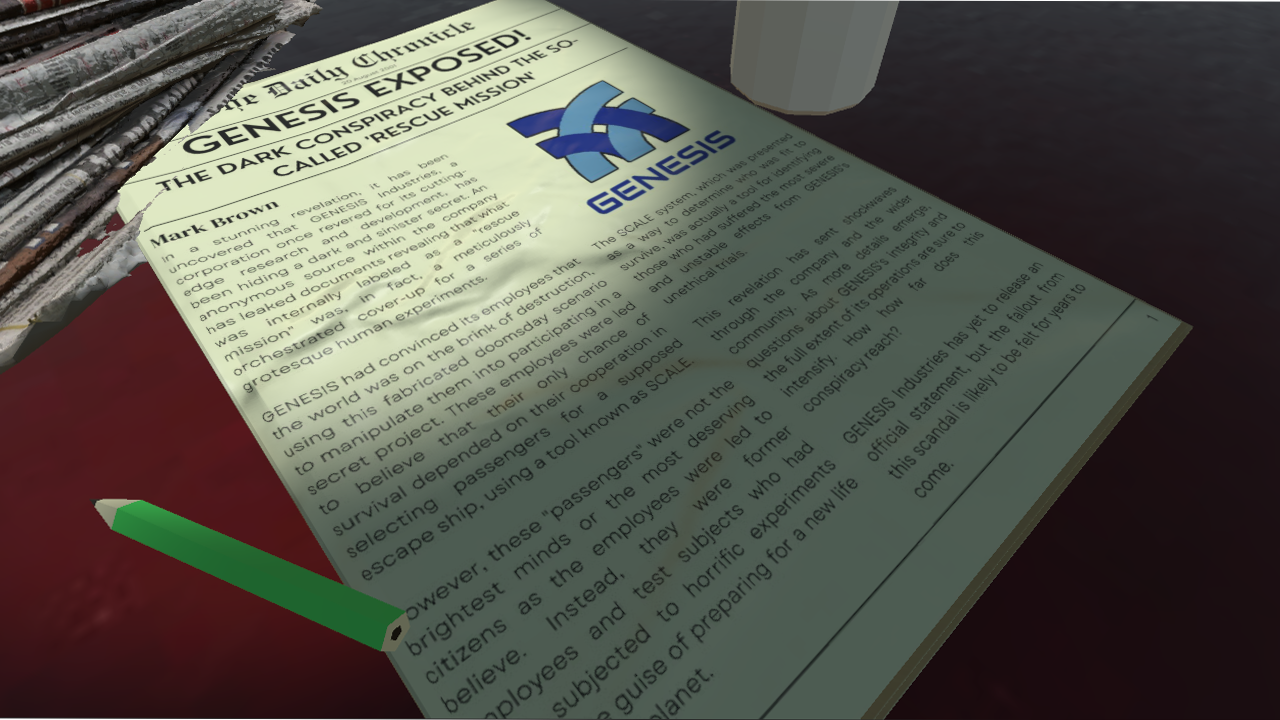 The Daily Chronicle
GENESIS EXPOSED!
THE DARK CONSPIRACY BEHIND THE SO-
CALLED 'RESCUE MISSION'
Mark Brown
In a stunning revelation, it has been
uncovered that GENESIS Industries, a
corporation once revered for its cutting-
edge research and development, has
been hiding a dark and sinister secret. An
anonymous source within the company
has leaked documents revealing that what
was internally labeled as a "rescue
mission" was, in fact, a meticulously
orchestrated cover-up for a series of
grotesque human experiments.
GENESIS had convinced its employees that
the world was on the brink of destruction,
using this fabricated doomsday scenario
to manipulate them into participating in a
secret project. These employees were led
to believe that their only chance of
survival depended on their cooperation in
selecting passengers for a supposed
escape ship, using a tool known as SCALE.
owever, these "passengers" were not the
brightest minds or the most deserving
citizens as the employees were led to
believe. Instead, they were former
ployees and test subjects who had
subjected to horrific experiments
e guise of preparing for a new life
lanet.
GENESIS
The SCALE system, which was presented
as a way to determine who was fit to
survive, was actually a tool for identifying
those who had suffered the most severe
and unstable effects from GENESIS's
unethical trials.
This revelation has sent shockwaves
through the company and the wider
community. As more details emerge,
questions about GENESIS's integrity and
the full extent of its operations are sure to
intensify. How far does this
conspiracy reach?
GENESIS Industries has yet to release an
official statement, but the fallout from
this scandal is likely to be felt for years to
come.
1